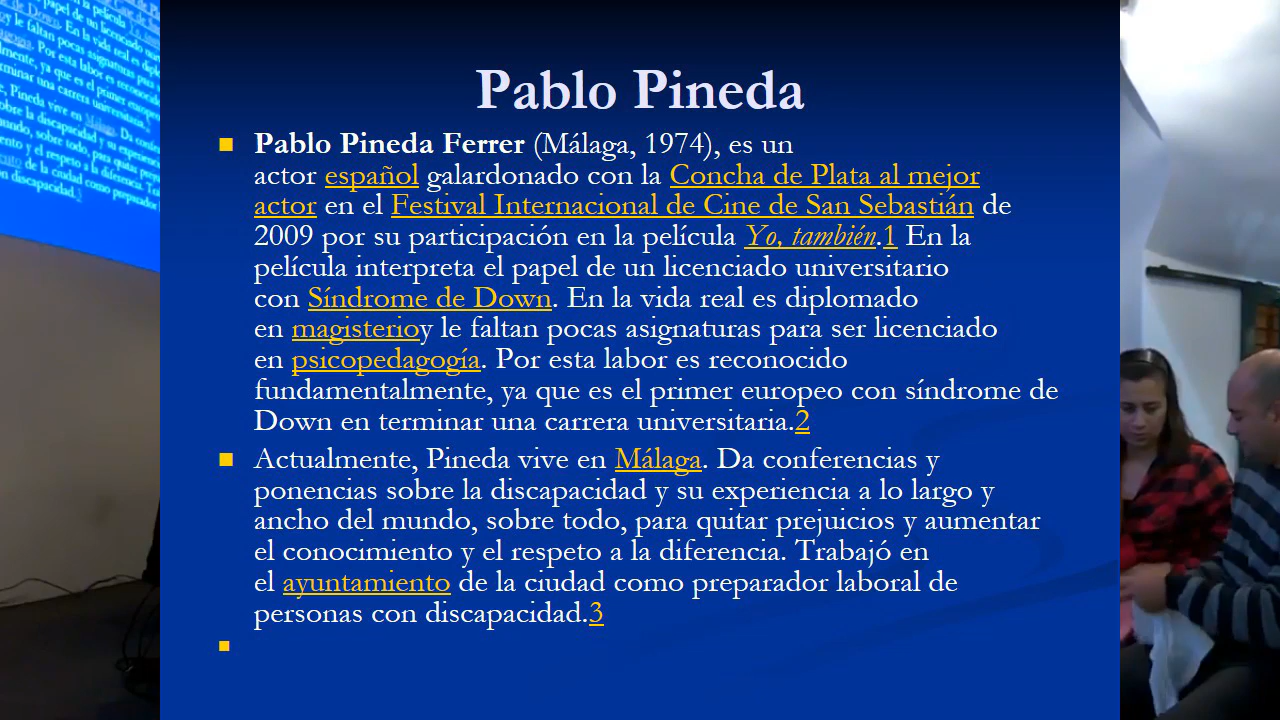 Pablo Pineda
Pablo Pineda Ferrer (Málaga, 1974), es un
actor español galardonado con la Concha de Plata al mejor
actor en el Festival Internacional de Cine de San Sebastián de
2009 por su participación en la película Yo, también.1 En la
película interpreta el papel de un licenciado universitario
con Síndrome de Down. En la vida real es diplomado
en magisterioy le faltan pocas asignaturas para ser licenciado
en psicopedagogía. Por esta labor es reconocido
fundamentalmente, ya que es el primer europeo con síndrome de
Down en terminar una carrera universitaria.2
Actualmente, Pineda vive en Málaga. Da conferencias y
ponencias sobre la discapacidad y su experiencia a lo largo y
ancho del mundo, sobre todo, para quitar prejuicios y aumentar
el conocimiento y el respeto a la diferencia. Trabajó en
el ayuntamiento de la ciudad como preparador laboral de
personas con discapacidad.3